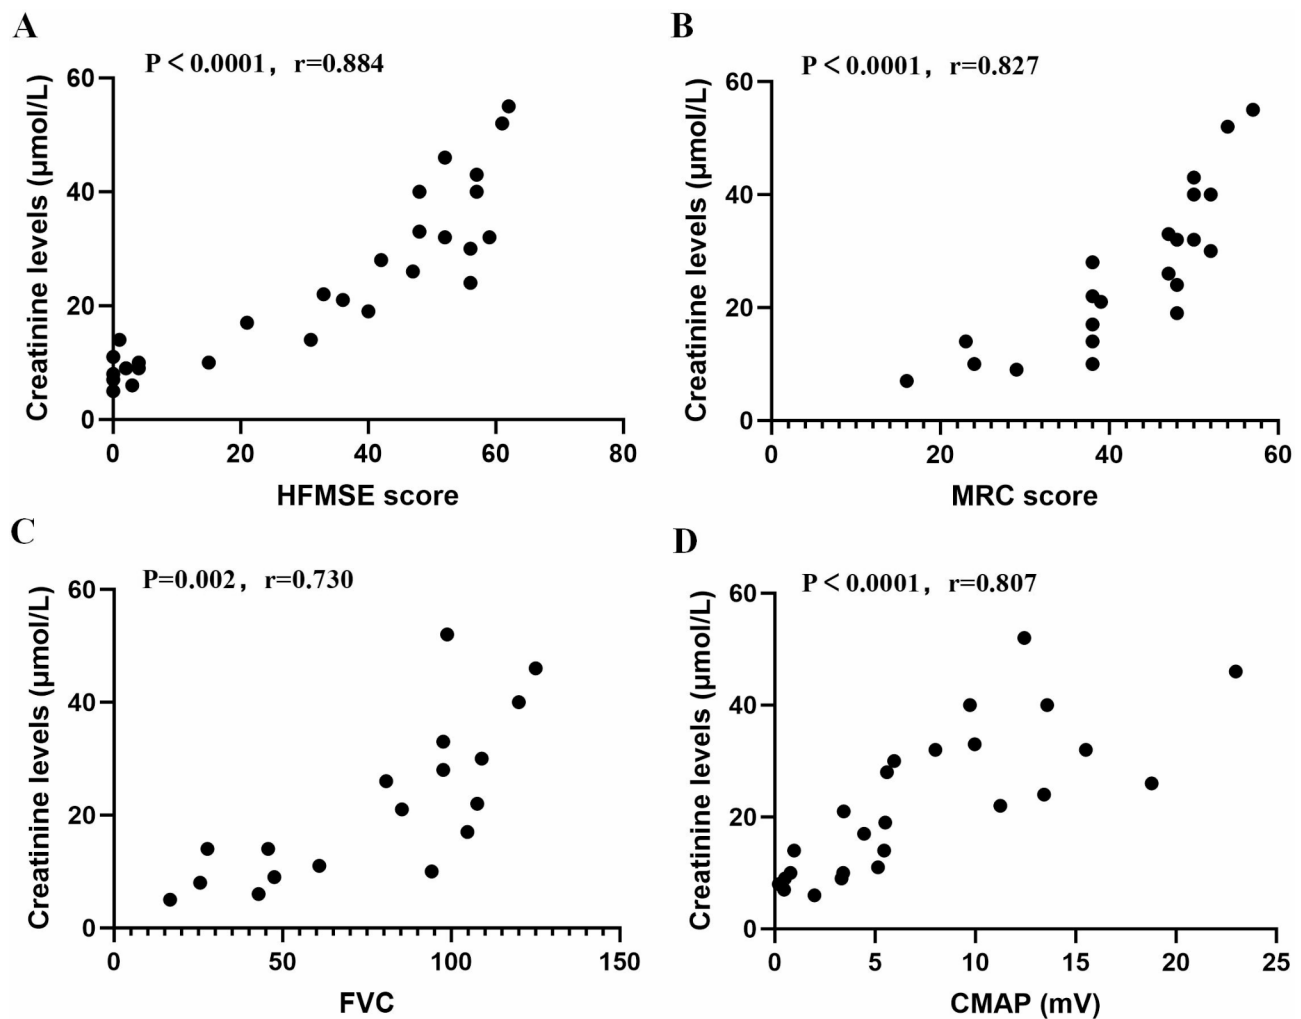 A
P＜0.0001，r=0.884
Creatinine levels (μmol/L)
60
40
20
0
0 20 40 60 80
HFMSE score
B
P＜0.0001，r=0.827
Creatinine levels (μmol/L)
60
40
20
0
0 20 40 60
MRC score
C
P=0.002，r=0.730
Creatinine levels (μmol/L)
60
40
20
0
0 50 100 150
FVC
D
P＜0.0001，r=0.807
Creatinine levels (μmol/L)
60
40
20
0
0 5 10 15 20 25
CMAP (mV)